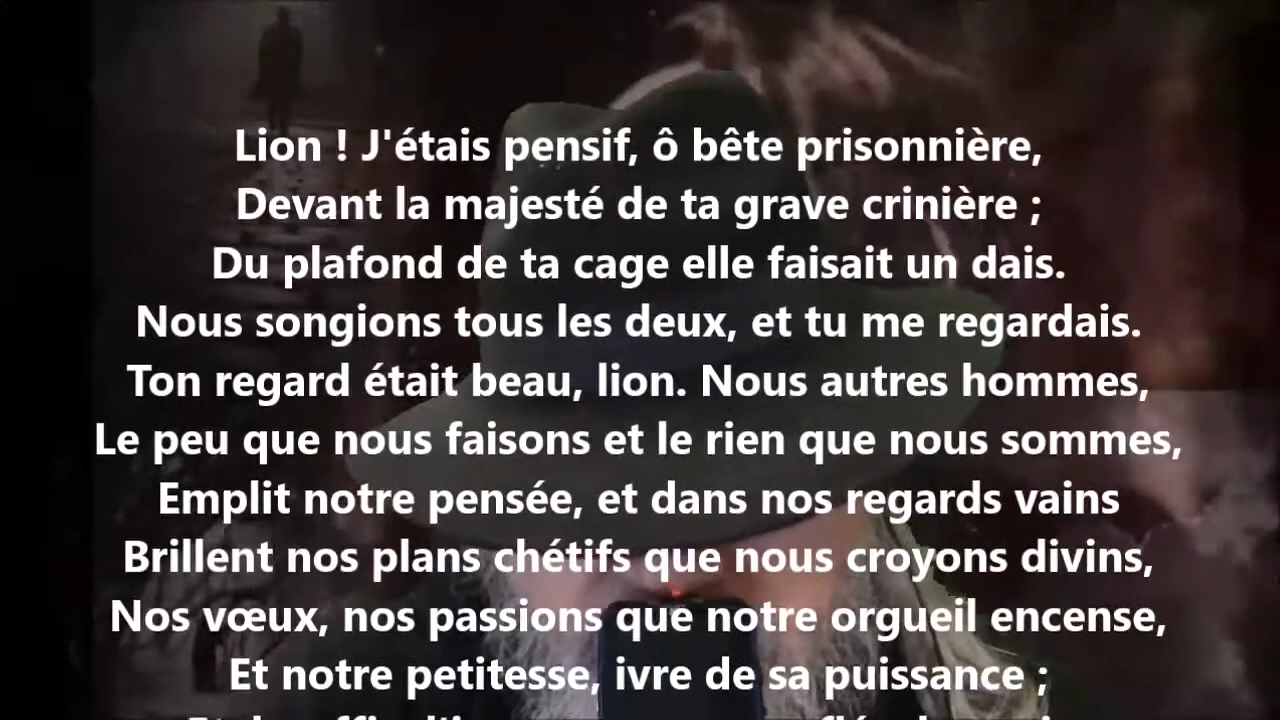 Lion ! J'étais pensif, ô bête prisonnière,
Devant la majesté de ta grave crinière ;
Du plafond de ta cage elle faisait un dais.
Nous songions tous les deux, et tu me regardais.
Ton regard était beau, lion. Nous autres hommes,
Le peu que nous faisons et le rien que nous sommes,
Emplit notre pensée, et dans nos regards vains
Brillent nos plans chétifs que nous croyons divins,
Nos vœux, nos passions que notre orgueil encense,
Et notre petitesse, ivre de sa puissance ;